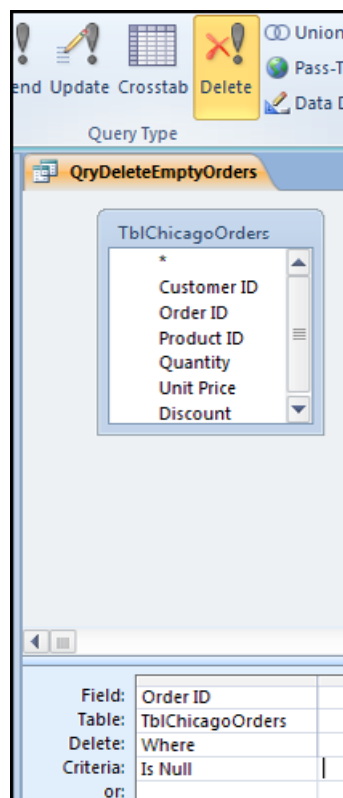 Union
Pass-T
end Update Crosstab Delete
Data D
Query Type
QryDeleteEmptyOrders
TblChicagoOrders
*
Customer ID
Order ID
Product ID
Quantity
Unit Price
Discount
Field: Order ID
Table: TblChicagoOrders
Delete: Where
Criteria: Is Null
or: